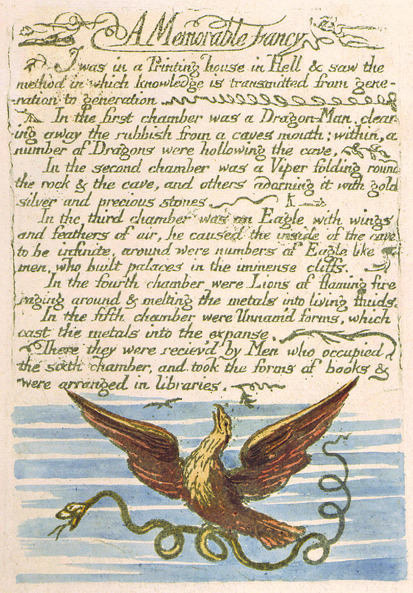 A Memorable Fancy
I was in a Printing house in Hell & saw the
method in which knowledge is transmitted from gene-
-ration to generation
In the first chamber was a Dragon-Man, clear-
ing away the rubbish from a caves mouth; within, a
number of Dragons were hollowing the cave,
In the second chamber was a Viper folding round
the rock & the cave, and others adorning it with gold
silver and precious stones
In the third chamber was an Eagle with wings
and feathers of air, he caused the inside of the cave
to be infinite, around were numbers of Eagle like
men, who built palaces in the immense cliffs.
In the fourth chamber were Lions of flaming fire
raging around & melting the metals into living fluids.
In the fifth chamber were Unnam'd forms, which
cast the metals into the expanse.
There they were reciev'd by Men who occupied
the sixth chamber, and took the forms of books &
were arranged in libraries.